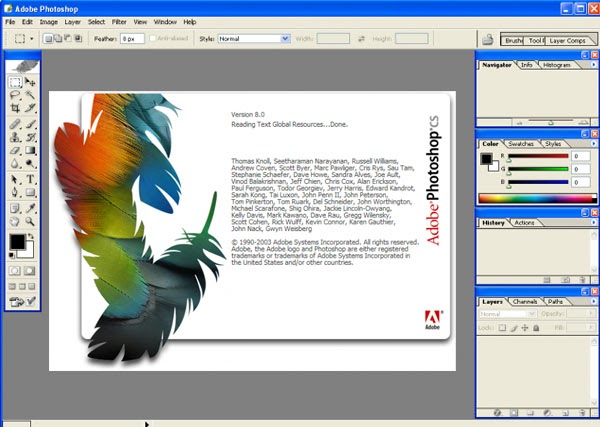 Adobe Photoshop
File Edit Image Layer Select Filter View Window Help
Feather: 0 px Anti-aliased Style: Normal Width: Height: Layer Comps
Version 8.0
Reading Text Global Resources...Done.
Thomas Knoll, Seetharaman Narayanan, Russell Williams,
Andrew Coven, Scott Byer, Marc Pawliger, Cris Rys, Sau Tam,
Stephanie Schaefer, Dave Howe, Sandra Alves, Joe Ault,
Vinod Balakrishnan, Jeff Chien, Chris Cox, Alan Erickson,
Paul Ferguson, Todor Georgiev, Jerry Harris, Edward Kandrot,
Sarah Kong, Tai Luxon, John Penn II, John Peterson,
Tom Pinkerton, Tom Ruark, Del Schneider, John Worthington,
Michael Scarafone, Shig Ohira, Jackie Lincoln-Owyang,
Kelly Davis, Mark Kawano, Dave Rau, Gregg Wilensky,
Scott Cohen, Rick Wulff, Kevin Connor, Karen Gauthier,
John Nack, Gwyn Weisberg
© 1990-2003 Adobe Systems Incorporated. All rights reserved.
Adobe, the Adobe logo and Photoshop are either registered
trademarks or trademarks of Adobe Systems Incorporated in
the United States and/or other countries.
Adobe Photoshop CS
Adobe
Navigator Info Histogram
Color Swatches Styles
R 0
G 0
B 0
History Actions
Layers Channels Paths
Normal Opacity:
Lock: Fill: